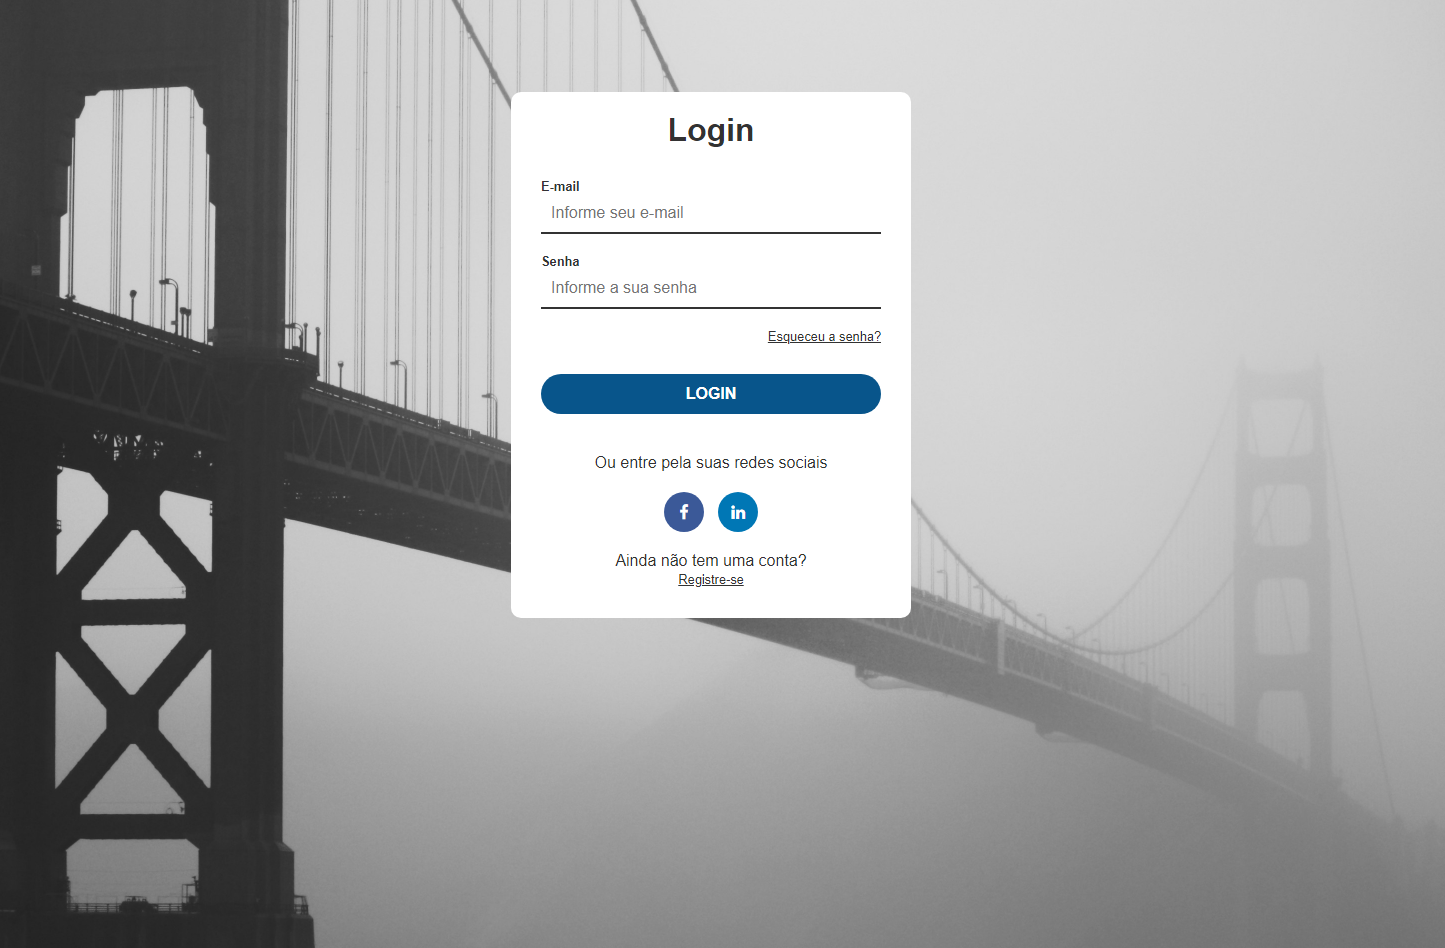 Login
E-mail
Informe seu e-mail
Senha
Informe a sua senha
Esqueceu a senha?
LOGIN
Ou entre pela suas redes sociais
f in
Ainda não tem uma conta?
Registre-se